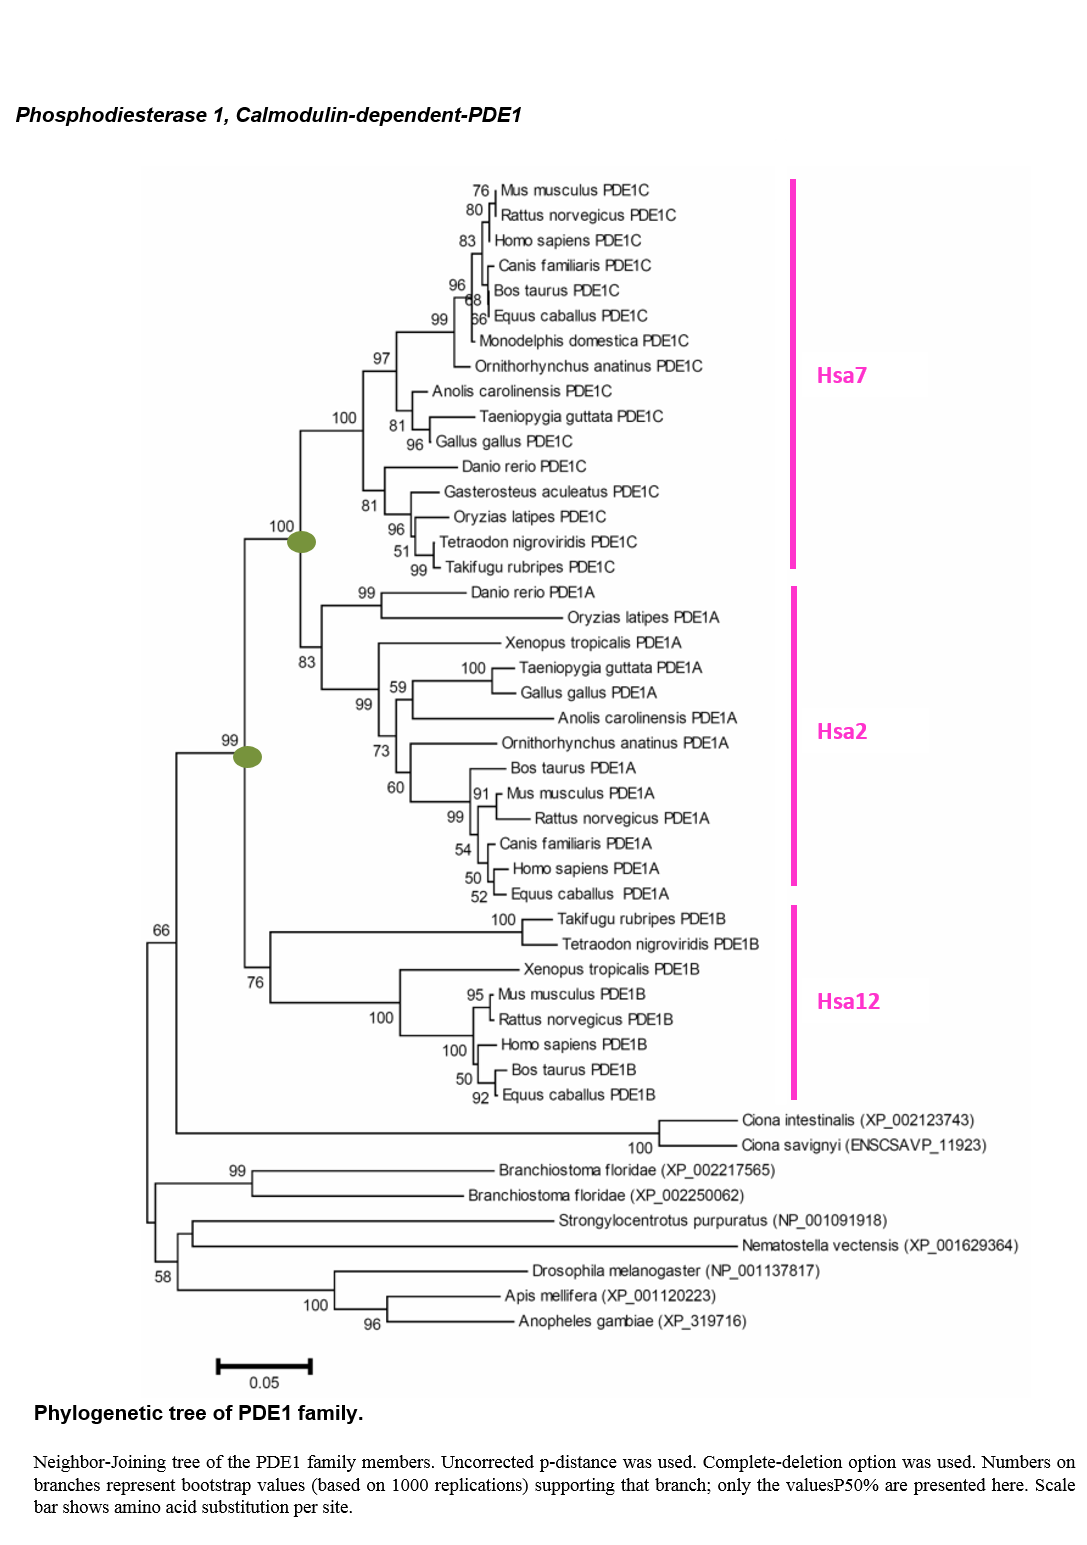 Phosphodiesterase 1, Calmodulin-dependent-PDE1
76 Mus musculus PDE1C
80 Rattus norvegicus PDE1C
83 Homo sapiens PDE1C
Canis familiaris PDE1C
96 Bos taurus PDE1C
68
99 66 Equus caballus PDE1C
Monodelphis domestica PDE1C
97 Ornithorhynchus anatinus PDE1C
Hsa7
Anolis carolinensis PDE1C
100 81 Taeniopygia guttata PDE1C
96 Gallus gallus PDE1C
Danio rerio PDE1C
81 Gasterosteus aculeatus PDE1C
96 Oryzias latipes PDE1C
100 51 Tetraodon nigroviridis PDE1C
99 Takifugu rubripes PDE1C
99 Danio rerio PDE1A
Oryzias latipes PDE1A
83 Xenopus tropicalis PDE1A
100 Taeniopygia guttata PDE1A
59 Gallus gallus PDE1A
99 Anolis carolinensis PDE1A
Hsa2
99 73 Ornithorhynchus anatinus PDE1A
Bos taurus PDE1A
60 91 Mus musculus PDE1A
99 Rattus norvegicus PDE1A
54 Canis familiaris PDE1A
50 Homo sapiens PDE1A
52 Equus caballus PDE1A
100 Takifugu rubripes PDE1B
66 Tetraodon nigroviridis PDE1B
76 Xenopus tropicalis PDE1B
95 Mus musculus PDE1B
Hsa12
100 Rattus norvegicus PDE1B
100 Homo sapiens PDE1B
50 Bos taurus PDE1B
92 Equus caballus PDE1B
Ciona intestinalis (XP_002123743)
100 Ciona savignyi (ENSCSAVP_11923)
99 Branchiostoma floridae (XP_002217565)
Branchiostoma floridae (XP_002250062)
Strongylocentrotus purpuratus (NP_001091918)
Nematostella vectensis (XP_001629364)
58 Drosophila melanogaster (NP_001137817)
100 Apis mellifera (XP_001120223)
96 Anopheles gambiae (XP_319716)
0.05
Phylogenetic tree of PDE1 family.
Neighbor-Joining tree of the PDE1 family members. Uncorrected p-distance was used. Complete-deletion option was used. Numbers on
branches represent bootstrap values (based on 1000 replications) supporting that branch; only the valuesP50% are presented here. Scale
bar shows amino acid substitution per site.